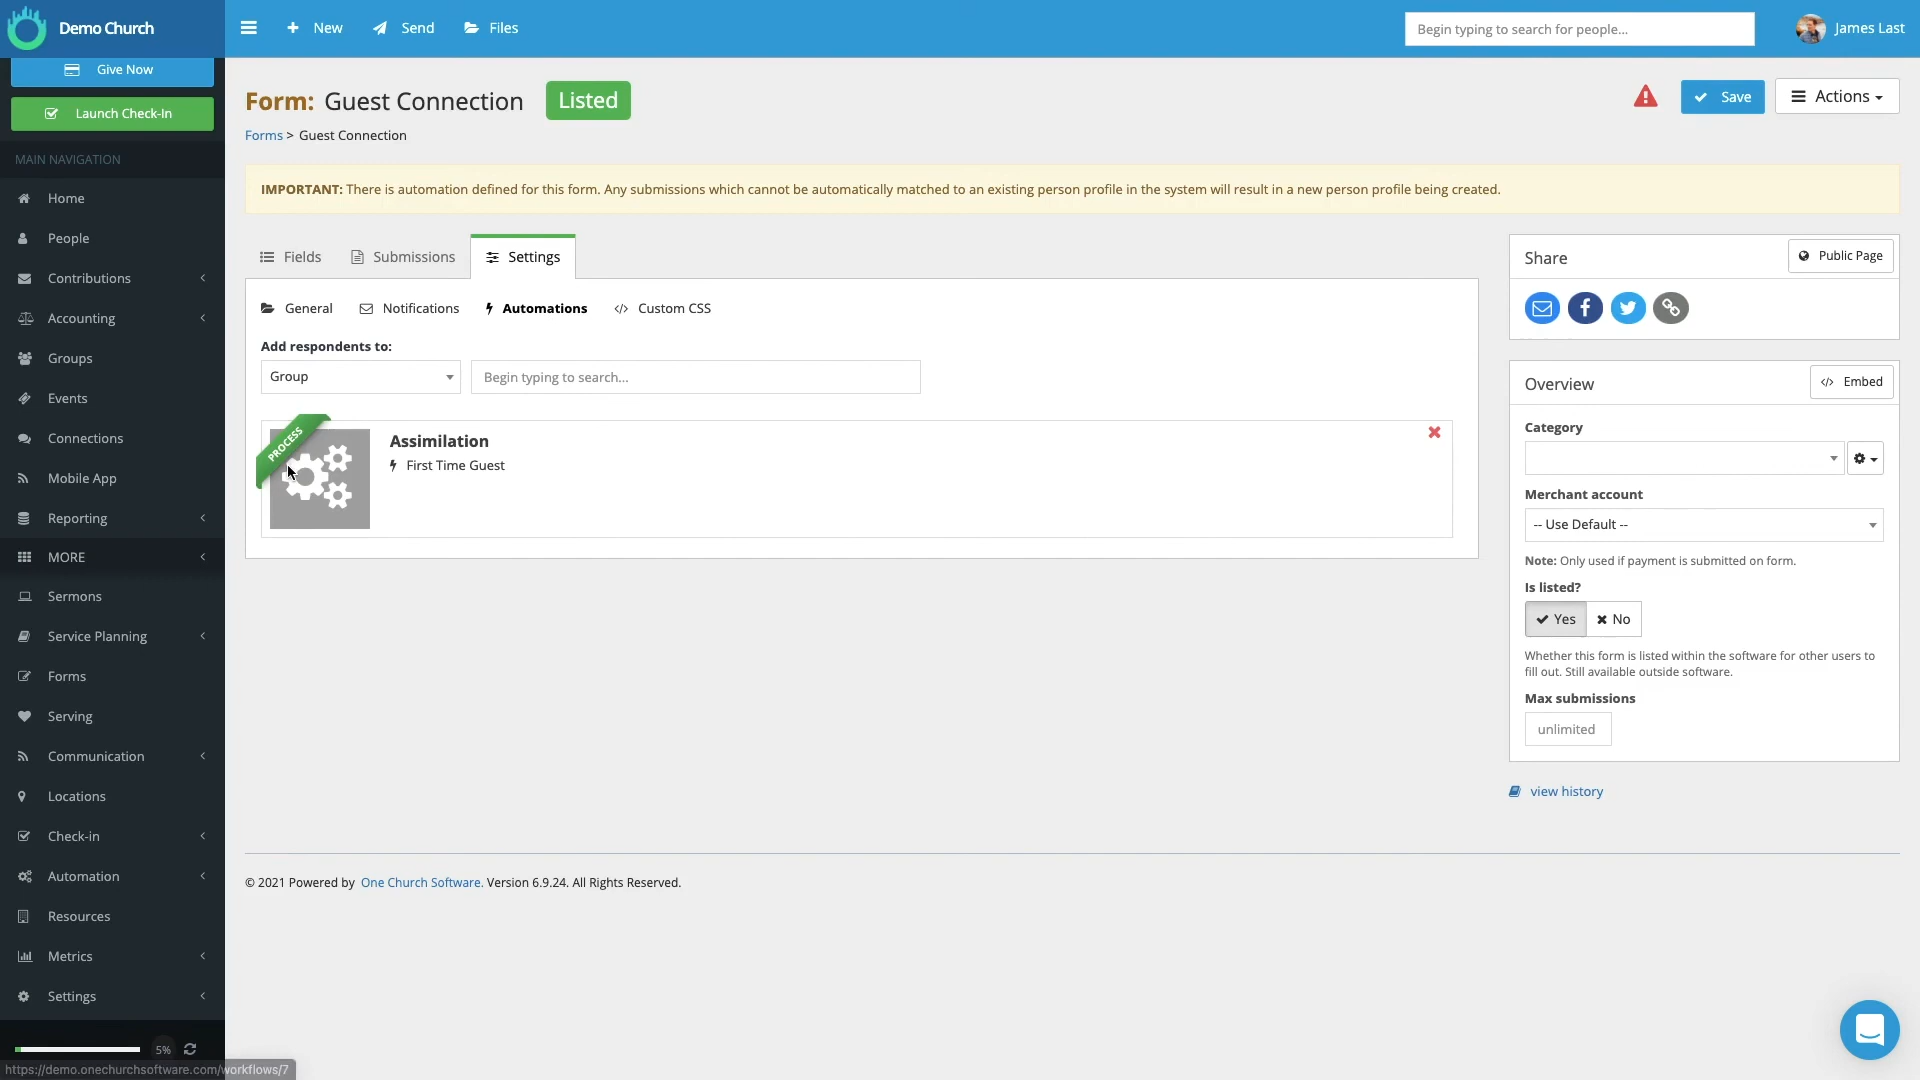 Demo Church
New
Send
Files
Begin typing to search for people...
James Last
Give Now
Launch Check-In
MAIN NAVIGATION
Home
People
Contributions
Accounting
Groups
Events
Connections
Mobile App
Reporting
MORE
Sermons
Service Planning
Forms
Serving
Communication
Locations
Check-in
Automation
Resources
Metrics
Settings
5%
https://demo.onechurchsoftware.com/workflows/7
Form: Guest Connection
Listed
Save
Actions
Forms > Guest Connection
IMPORTANT: There is automation defined for this form. Any submissions which cannot be automatically matched to an existing person profile in the system will result in a new person profile being created.
Fields
Submissions
Settings
General
Notifications
Automations
Custom CSS
Add respondents to:
Group
Begin typing to search...
PROCESS
Assimilation
First Time Guest
Share
Public Page
Overview
Embed
Category
Merchant account
-- Use Default --
Note: Only used if payment is submitted on form.
Is listed?
Yes
No
Whether this form is listed within the software for other users to
fill out. Still available outside software.
Max submissions
unlimited
view history
© 2021 Powered by One Church Software. Version 6.9.24. All Rights Reserved.